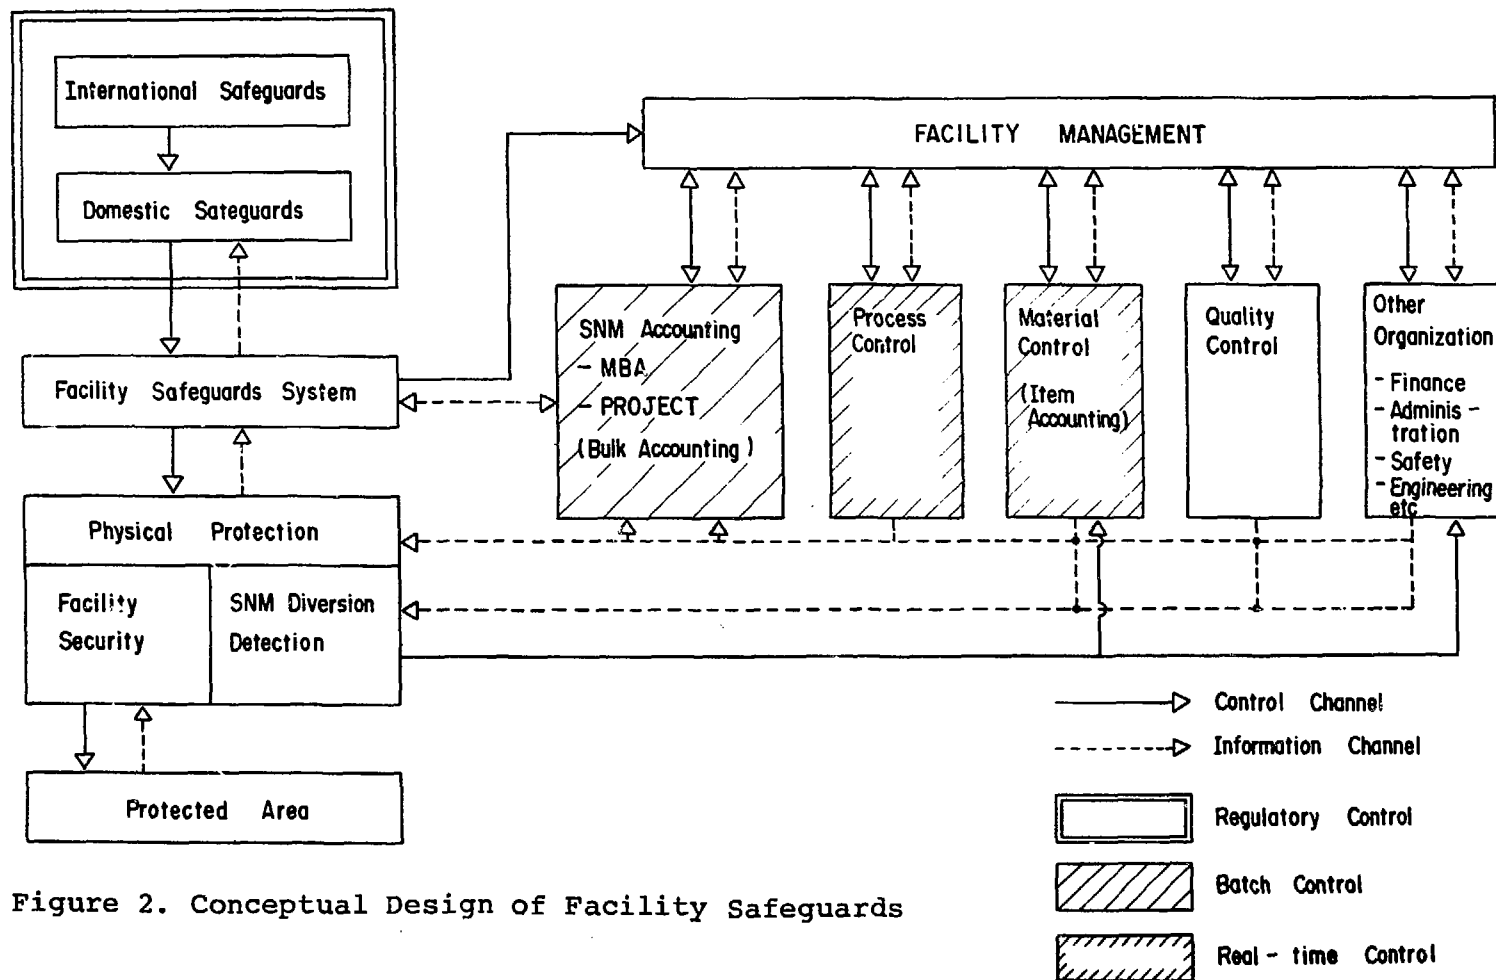 International Safeguards
Domestic Sateguards
Facility Safeguards System
Physical Protection
Facility
Security
SNM Diversion
Detection
Protected Area
FACILITY MANAGEMENT
SNM Accounting
- MBA
- PROJECT
(Bulk Accounting)
Process
Control
Material
Control
(Item
Accounting)
Quality
Control
Other
Organization
- Finance
- Adminis -
tration
- Safety
- Engineering
etc
Control Channel
Information Channel
Regulatory Control
Batch Control
Real - time Control
Figure 2. Conceptual Design of Facility Safeguards